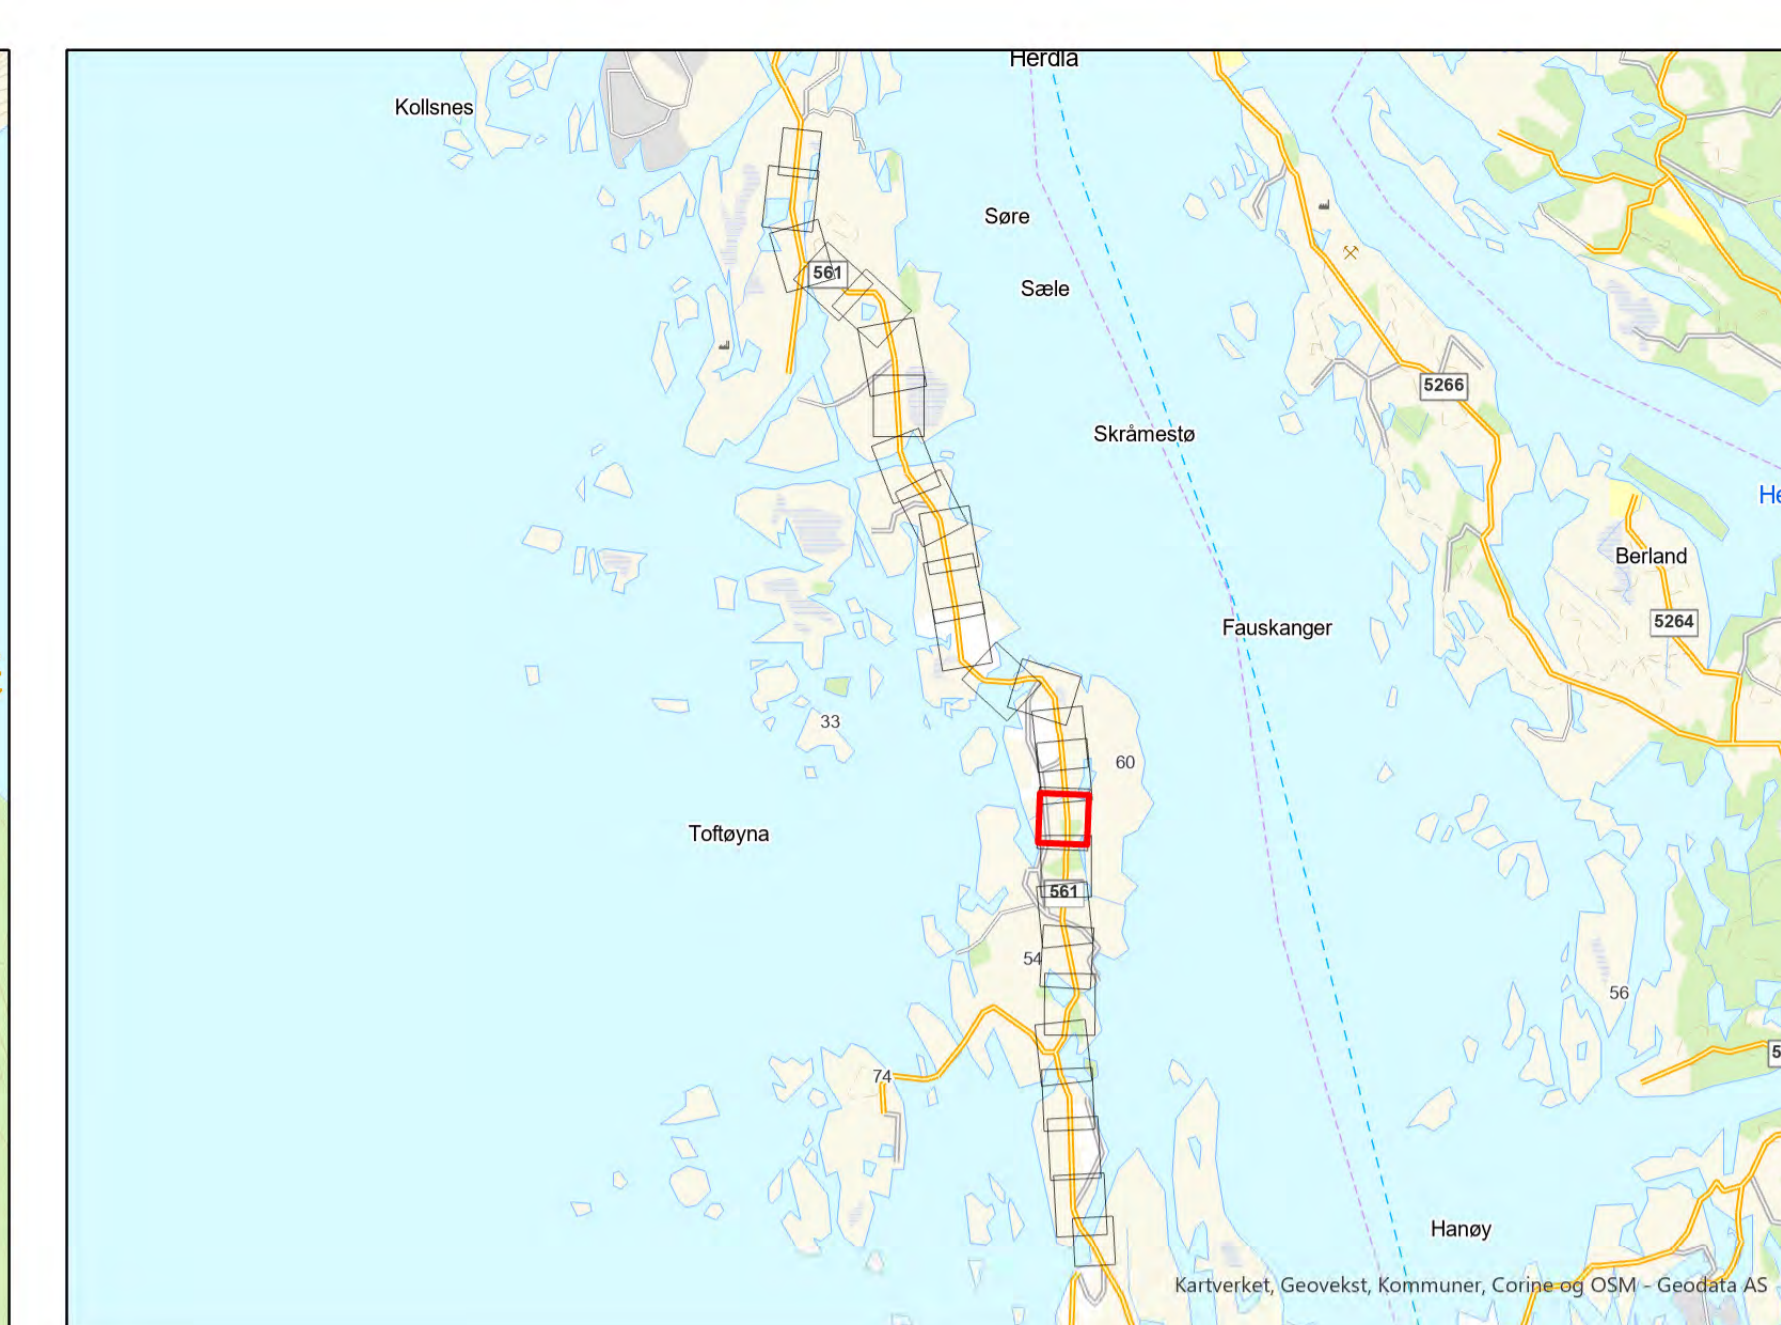 Herdla
Kollsnes
Søre
561
Sæle
5266
Skråmestø
He
Berland
5264
Fauskanger
33
60
Toftøyna
561
54
56
5
74
Hanøy
Kartverket, Geovekst, Kommuner, Corine og OSM - Geodata AS